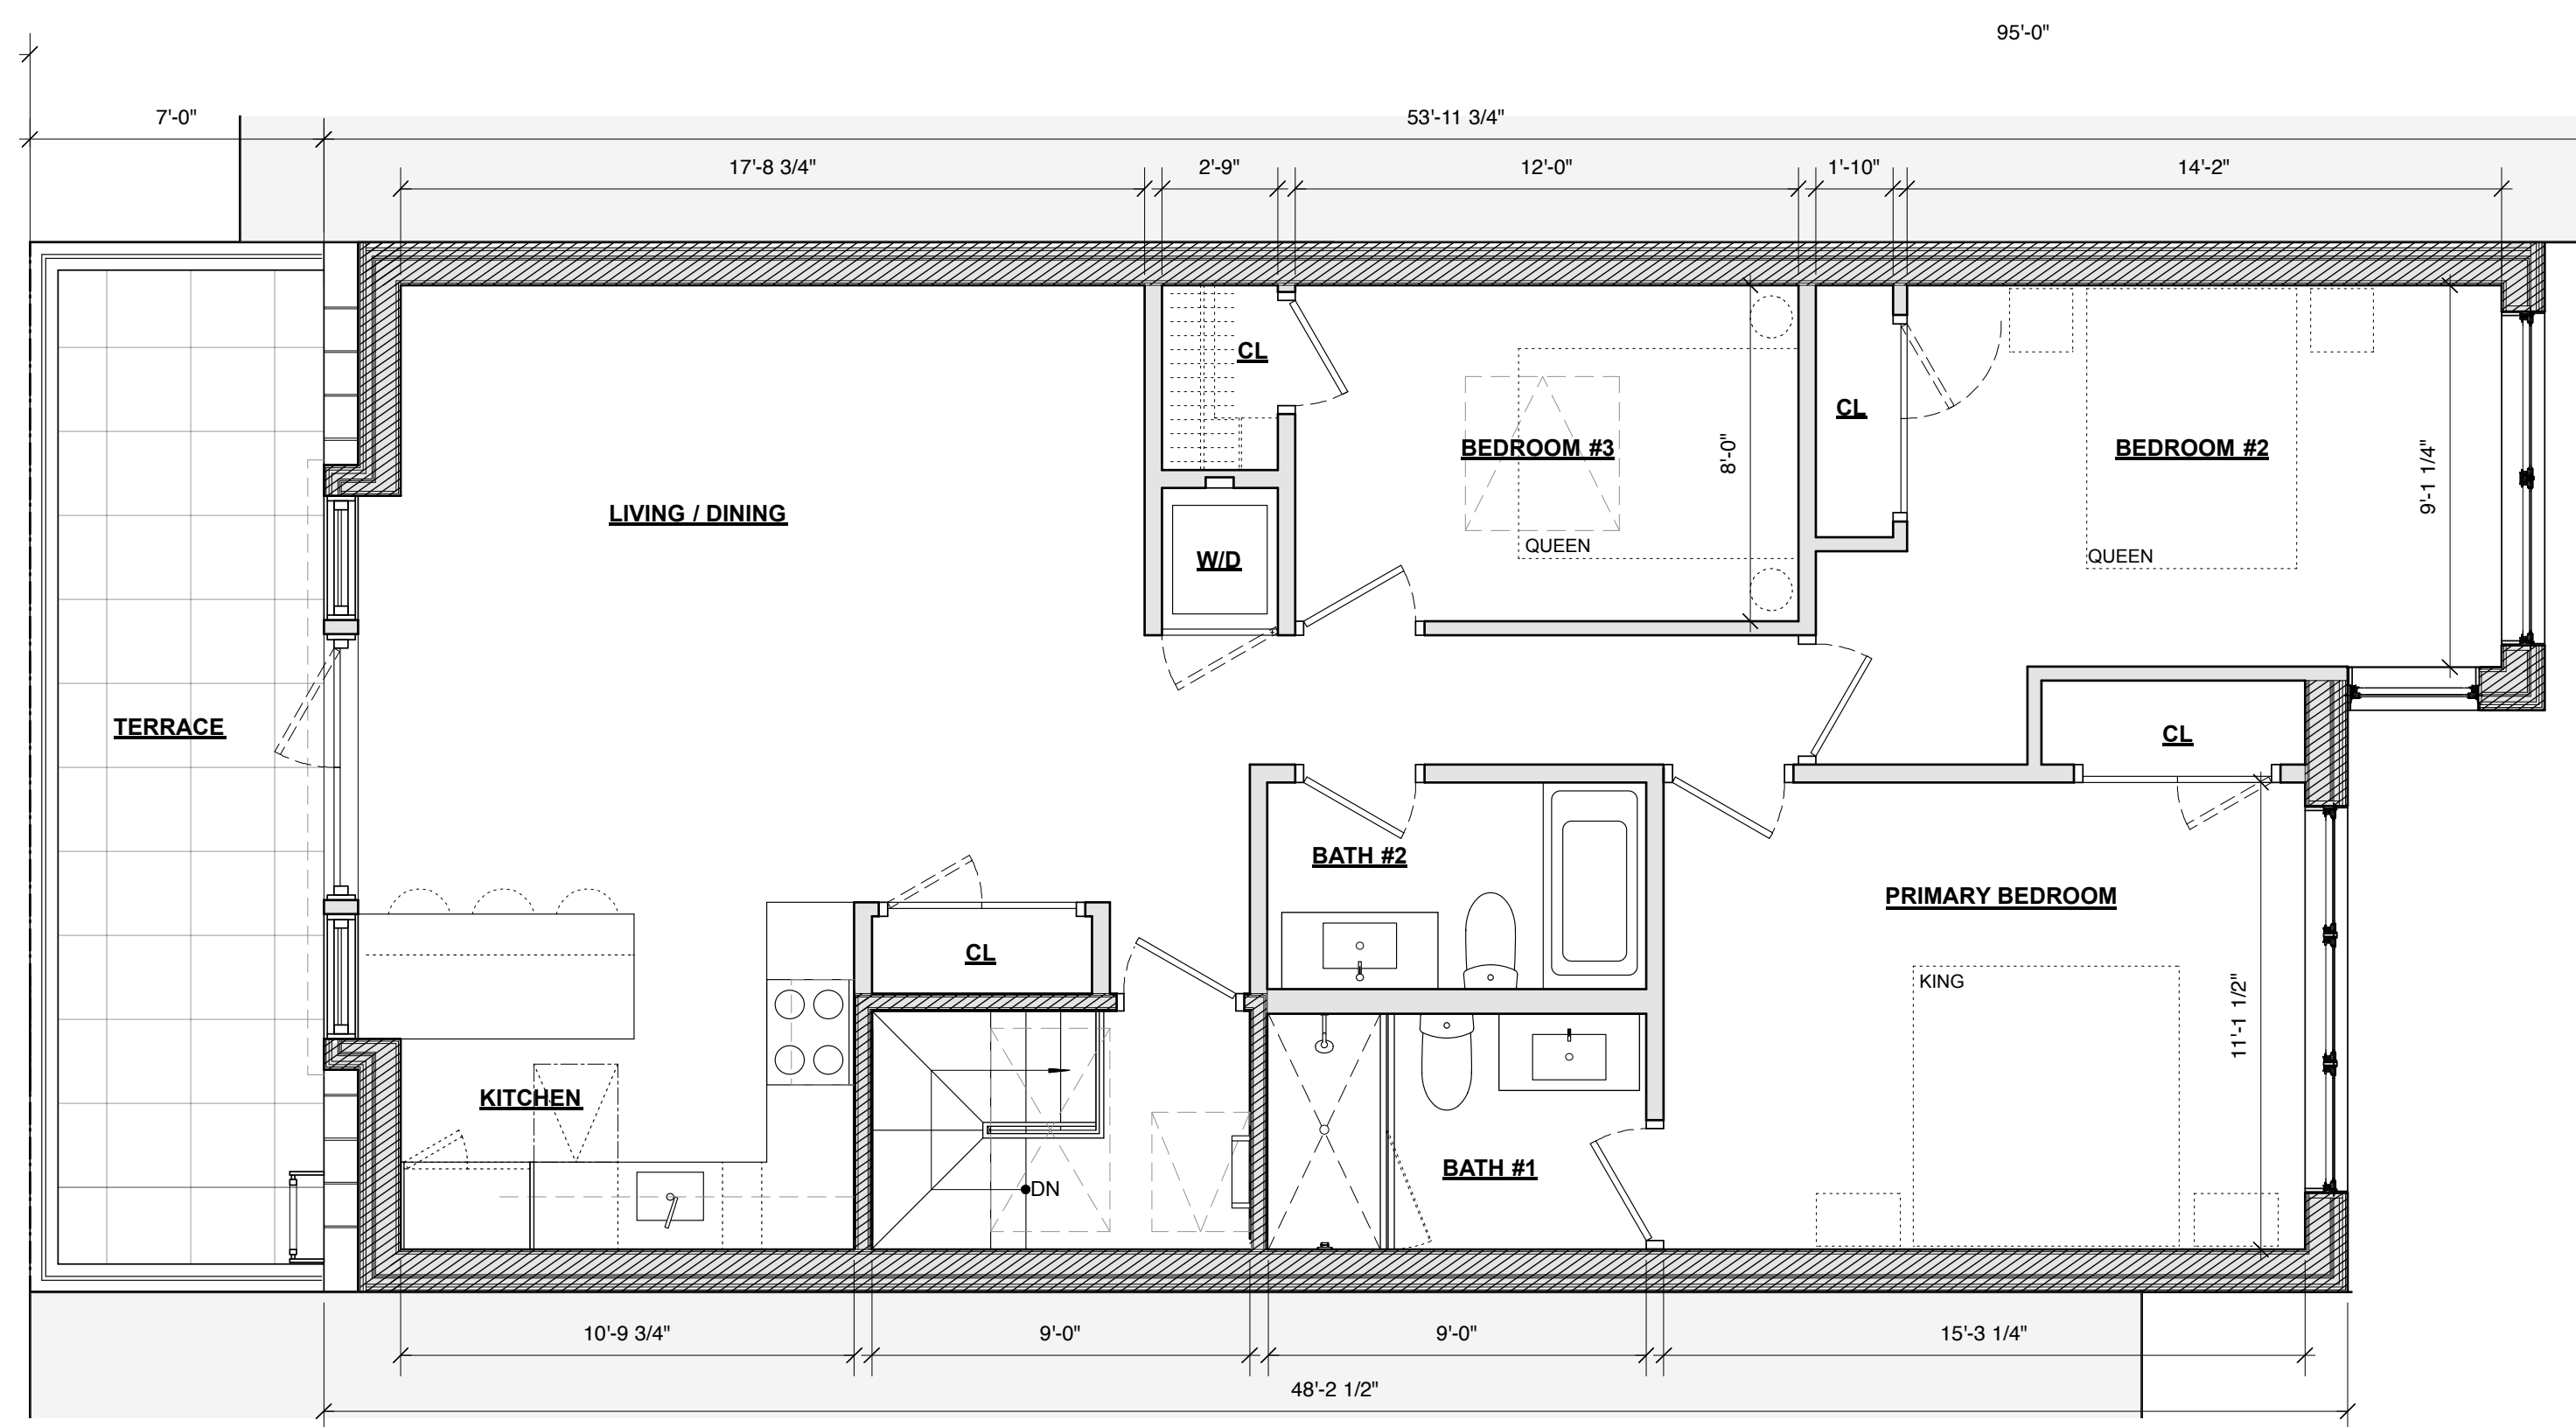 95'-0"
7'-0"
53'-11 3/4"
17'-8 3/4"
2'-9"
12'-0"
1'-10"
14'-2"
CL
CL
BEDROOM #3
8'-0"
BEDROOM #2
9'-1 1/4"
LIVING / DINING
QUEEN
QUEEN
W/D
TERRACE
CL
BATH #2
PRIMARY BEDROOM
CL
KING
11'-1 1/2"
KITCHEN
BATH #1
DN
10'-9 3/4"
9'-0"
9'-0"
15'-3 1/4"
48'-2 1/2"